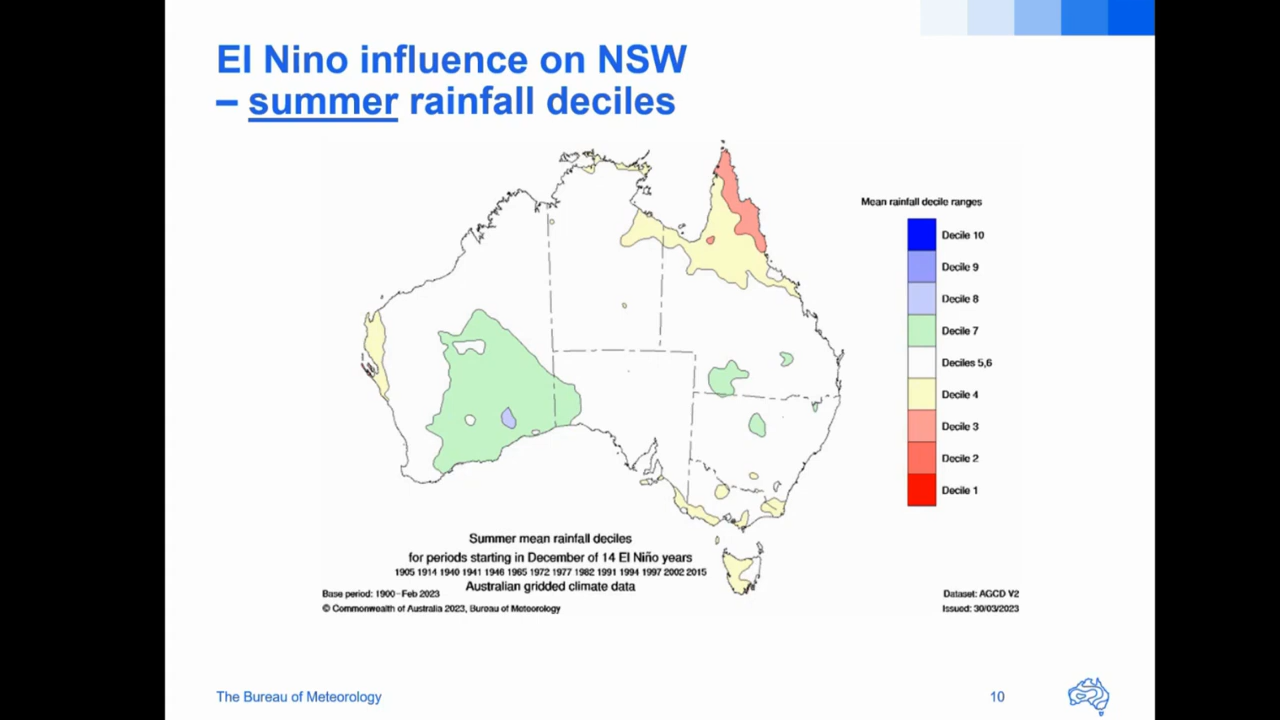 El Nino influence on NSW
– summer rainfall deciles
Mean rainfall decile ranges
Decile 10
Decile 9
Decile 8
Decile 7
Deciles 5,6
Decile 4
Decile 3
Decile 2
Decile 1
Summer mean rainfall deciles
for periods starting in December of 14 El Niño years
1905 1914 1940 1941 1946 1965 1972 1977 1982 1991 1994 1997 2002 2015
Australian gridded climate data
Base period: 1900–Feb 2023
© Commonwealth of Australia 2023, Bureau of Meteorology
Dataset: AGCD V2
Issued: 30/03/2023
The Bureau of Meteorology
10